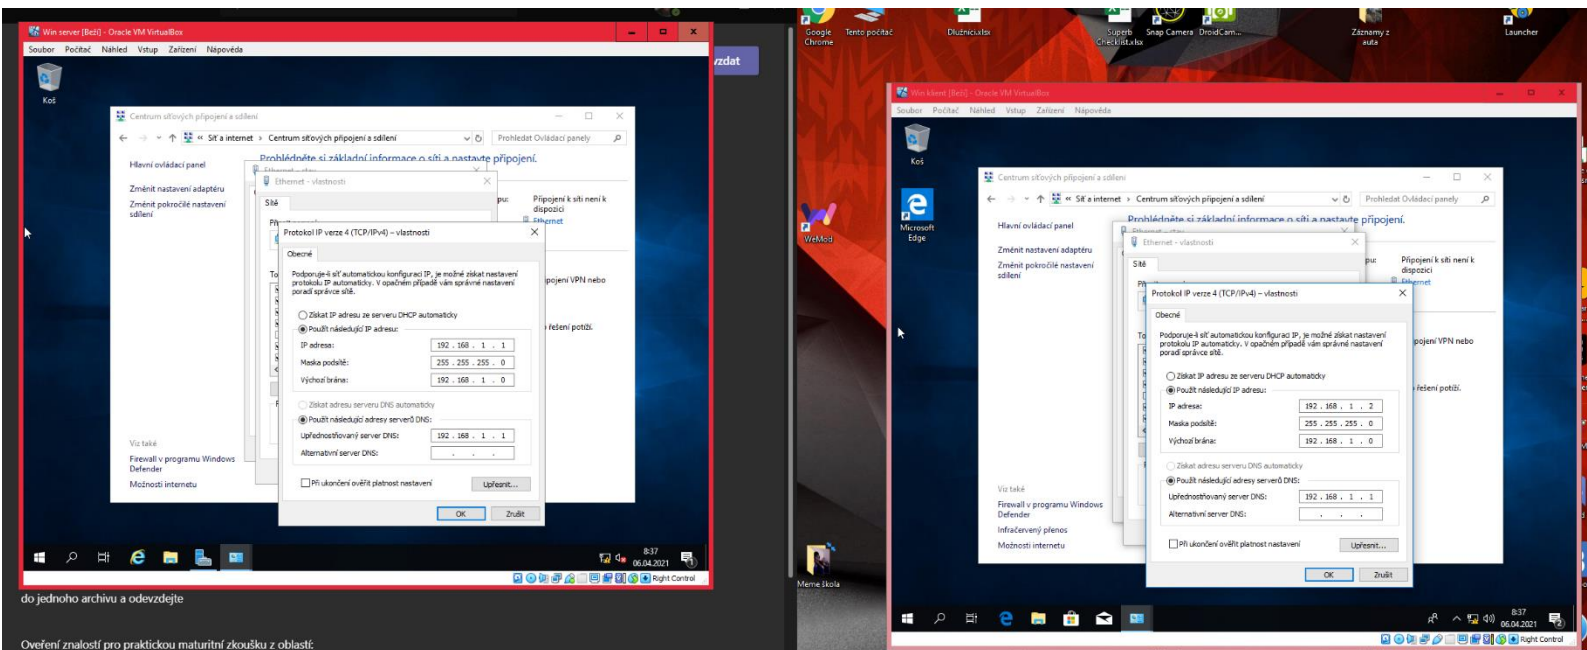 Win server [Běží] - Oracle VM VirtualBox
Soubor Počítač Náhled Vstup Zařízení Nápověda
vzdat
Koš
Centrum síťových připojení a sdílení
« Síť a internet > Centrum síťových připojení a sdílení
Prohledat Ovládací panely
Hlavní ovládací panel
Změnit nastavení adaptéru
Změnit pokročilé nastavení
sdílení
Prohlédněte si základní informace o síti a nastavte připojení.
Ethernet - stav
Ethernet - vlastnosti
Sítě
pu:
Připojení k síti není k
dispozici
Ethernet
Protokol IP verze 4 (TCP/IPv4) – vlastnosti
Obecné
Podporuje-li síť automatickou konfiguraci IP, je možné získat nastavení
protokolu IP automaticky. V opačném případě vám správné nastavení
poradí správce sítě.
Získat IP adresu ze serveru DHCP automaticky
Použít následující IP adresu:
IP adresa: 192 . 168 . 1 . 1
Maska podsítě: 255 . 255 . 255 . 0
Výchozí brána: 192 . 168 . 1 . 0
Získat adresu serveru DNS automaticky
Použít následující adresy serverů DNS:
Upřednostňovaný server DNS: 192 . 168 . 1 . 1
Alternativní server DNS: . . .
Při ukončení ověřit platnost nastavení
Upřesnit...
OK Zrušit
pojení VPN nebo
řešení potíží.
Viz také
Firewall v programu Windows
Defender
Možnosti internetu
8:37
06.04.2021
Right Control
do jednoho archivu a odevzdejte
Ověření znalostí pro praktickou maturitní zkoušku z oblastí:
Google
Chrome
Tento počítač
Dlužníci.xlsx
Superb
Checklist.xlsx
Snap Camera
DroidCam...
Záznamy z
auta
Launcher
WeMod
Meme škola
Win klient [Běží] - Oracle VM VirtualBox
Soubor Počítač Náhled Vstup Zařízení Nápověda
Koš
Microsoft
Edge
Centrum síťových připojení a sdílení
« Síť a internet > Centrum síťových připojení a sdílení
Prohledat Ovládací panely
Hlavní ovládací panel
Změnit nastavení adaptéru
Změnit pokročilé nastavení
sdílení
Prohlédněte si základní informace o síti a nastavte připojení.
Ethernet - stav
Ethernet - vlastnosti
Sítě
pu:
Připojení k síti není k
dispozici
Ethernet
Protokol IP verze 4 (TCP/IPv4) – vlastnosti
Obecné
Podporuje-li síť automatickou konfiguraci IP, je možné získat nastavení
protokolu IP automaticky. V opačném případě vám správné nastavení
poradí správce sítě.
Získat IP adresu ze serveru DHCP automaticky
Použít následující IP adresu:
IP adresa: 192 . 168 . 1 . 2
Maska podsítě: 255 . 255 . 255 . 0
Výchozí brána: 192 . 168 . 1 . 0
Získat adresu serveru DNS automaticky
Použít následující adresy serverů DNS:
Upřednostňovaný server DNS: 192 . 168 . 1 . 1
Alternativní server DNS: . . .
Při ukončení ověřit platnost nastavení
Upřesnit...
OK Zrušit
pojení VPN nebo
řešení potíží.
Viz také
Firewall v programu Windows
Defender
Infračervený přenos
Možnosti internetu
8:37
06.04.2021
Right Control